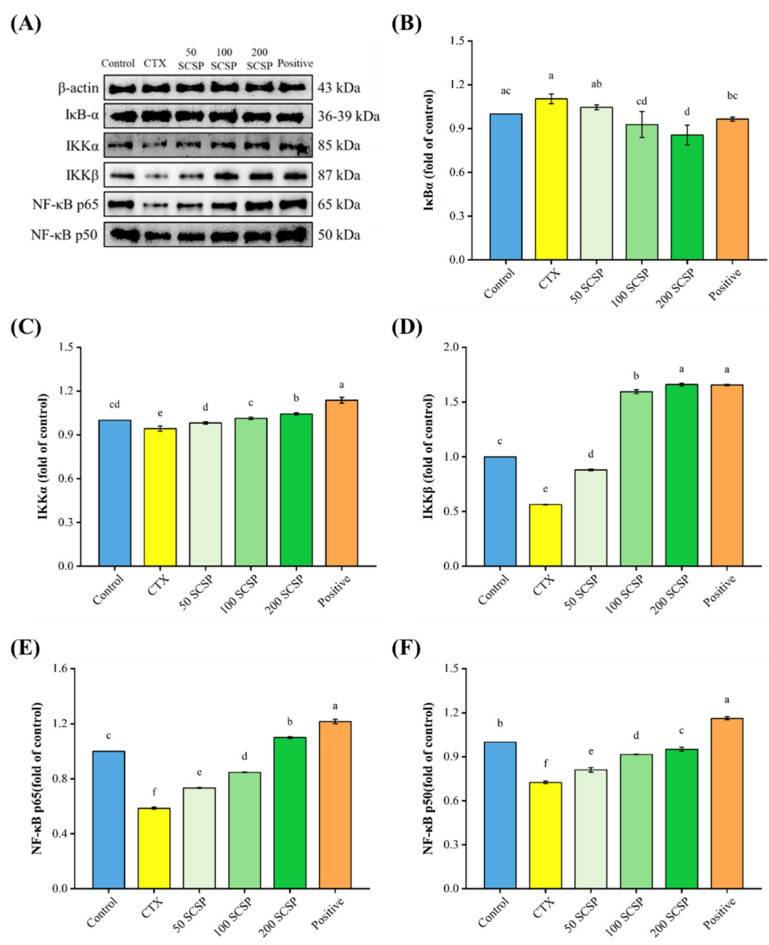 (A)
Control CTX 50 SCSP 100 SCSP 200 SCSP Positive
β-actin 43 kDa
IκB-α 36-39 kDa
IKKα 85 kDa
IKKβ 87 kDa
NF-κB p65 65 kDa
NF-κB p50 50 kDa
(B)
IκBα (fold of control)
1.5
1.2
0.9
0.6
0.3
0.0
ac a ab cd d bc
Control CTX 50 SCSP 100 SCSP 200 SCSP Positive
(C)
IKKα (fold of control)
1.5
1.2
0.9
0.6
0.3
0.0
cd e d c b a
Control CTX 50 SCSP 100 SCSP 200 SCSP Positive
(D)
IKKβ (fold of control)
2.0
1.5
1.0
0.5
0.0
c e d b a a
Control CTX 50 SCSP 100 SCSP 200 SCSP Positive
(E)
NF-κB p65(fold of control)
1.6
1.2
0.8
0.4
0.0
c f e d b a
Control CTX 50 SCSP 100 SCSP 200 SCSP Positive
(F)
NF-κB p50(fold of control)
1.5
1.2
0.9
0.6
0.3
0.0
b f e d c a
Control CTX 50 SCSP 100 SCSP 200 SCSP Positive